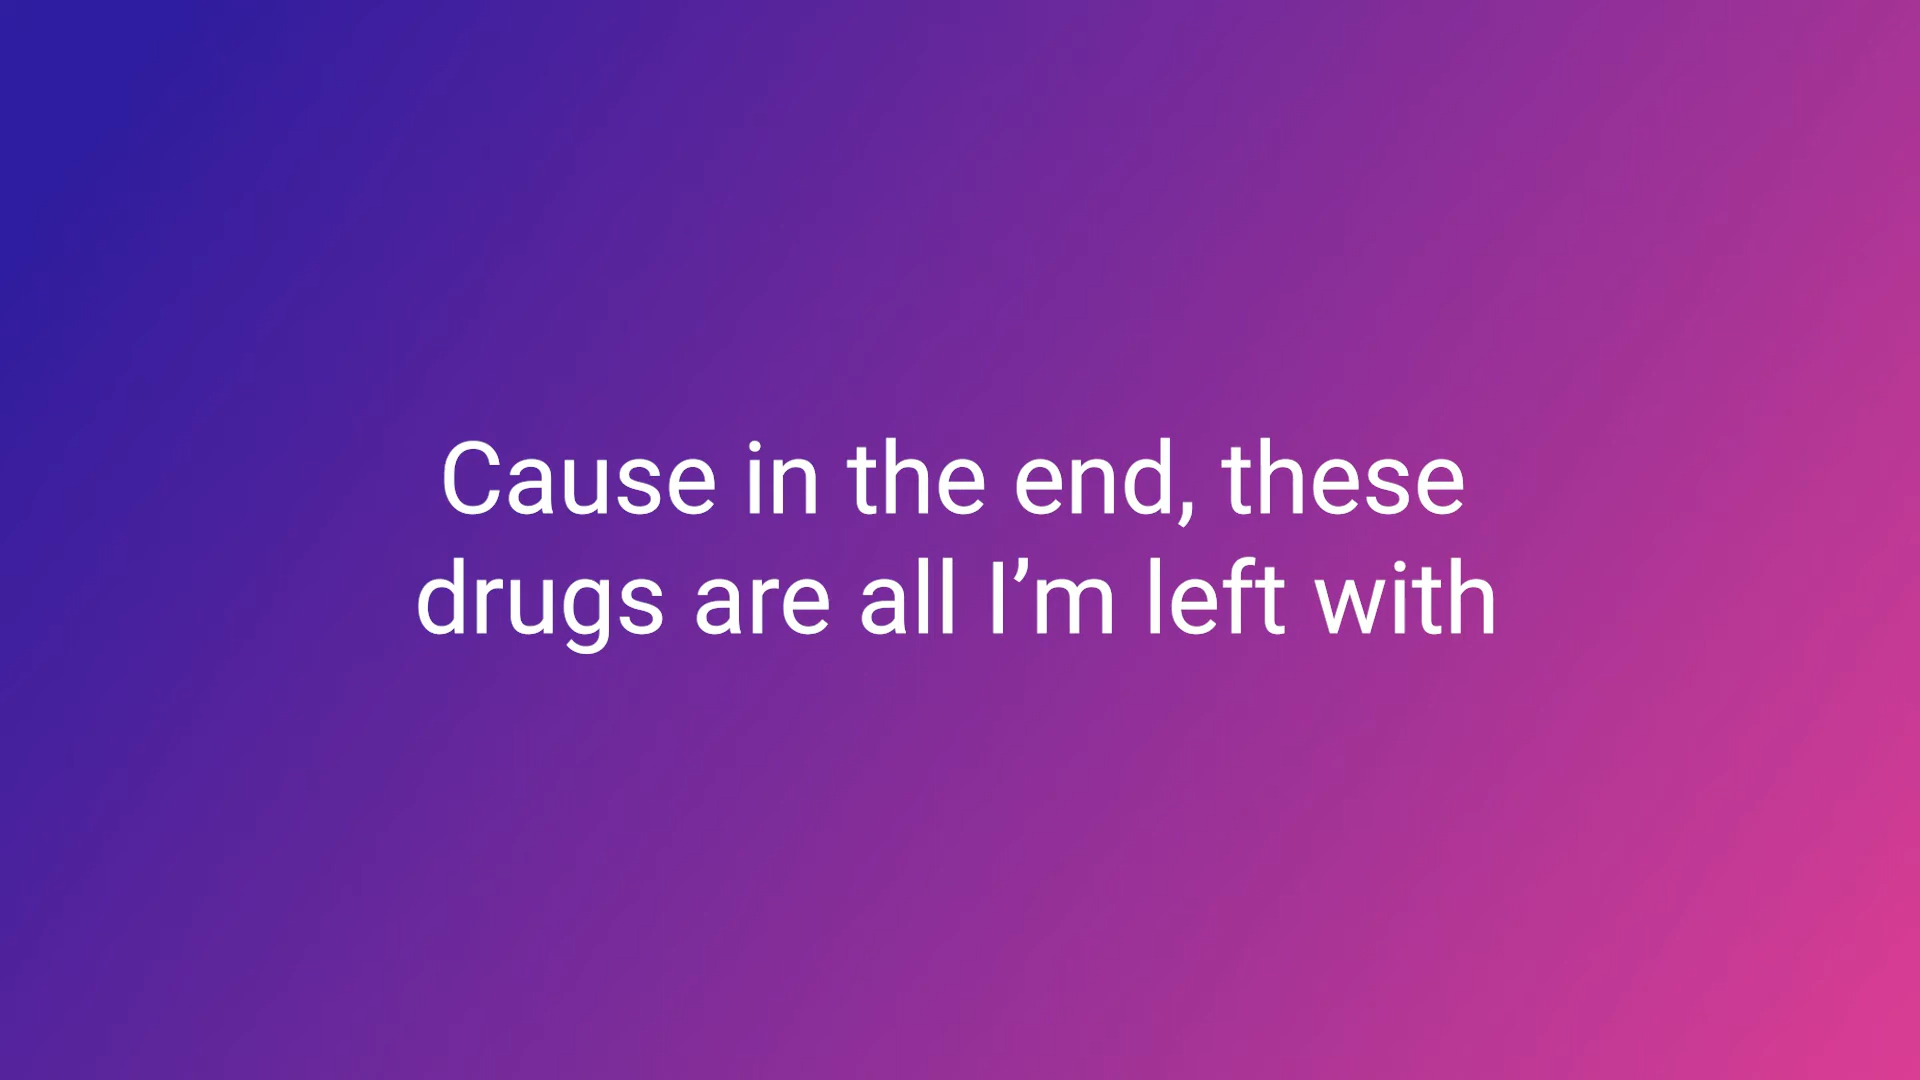 Cause in the end, these
drugs are all I’m left with